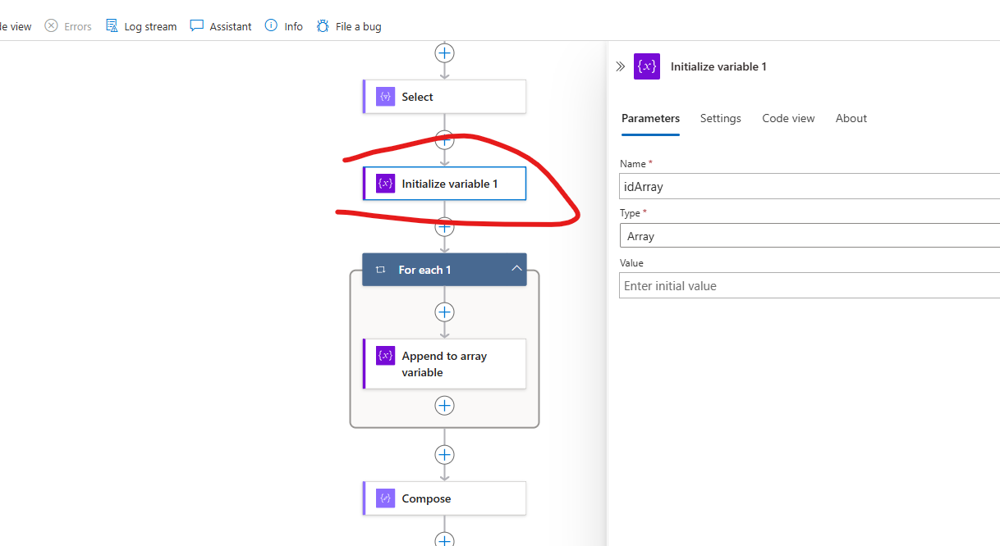 de view Errors Log stream Assistant Info File a bug
Select
Initialize variable 1
For each 1
Append to array
variable
Compose
Initialize variable 1
Parameters Settings Code view About
Name *
idArray
Type *
Array
Value
Enter initial value